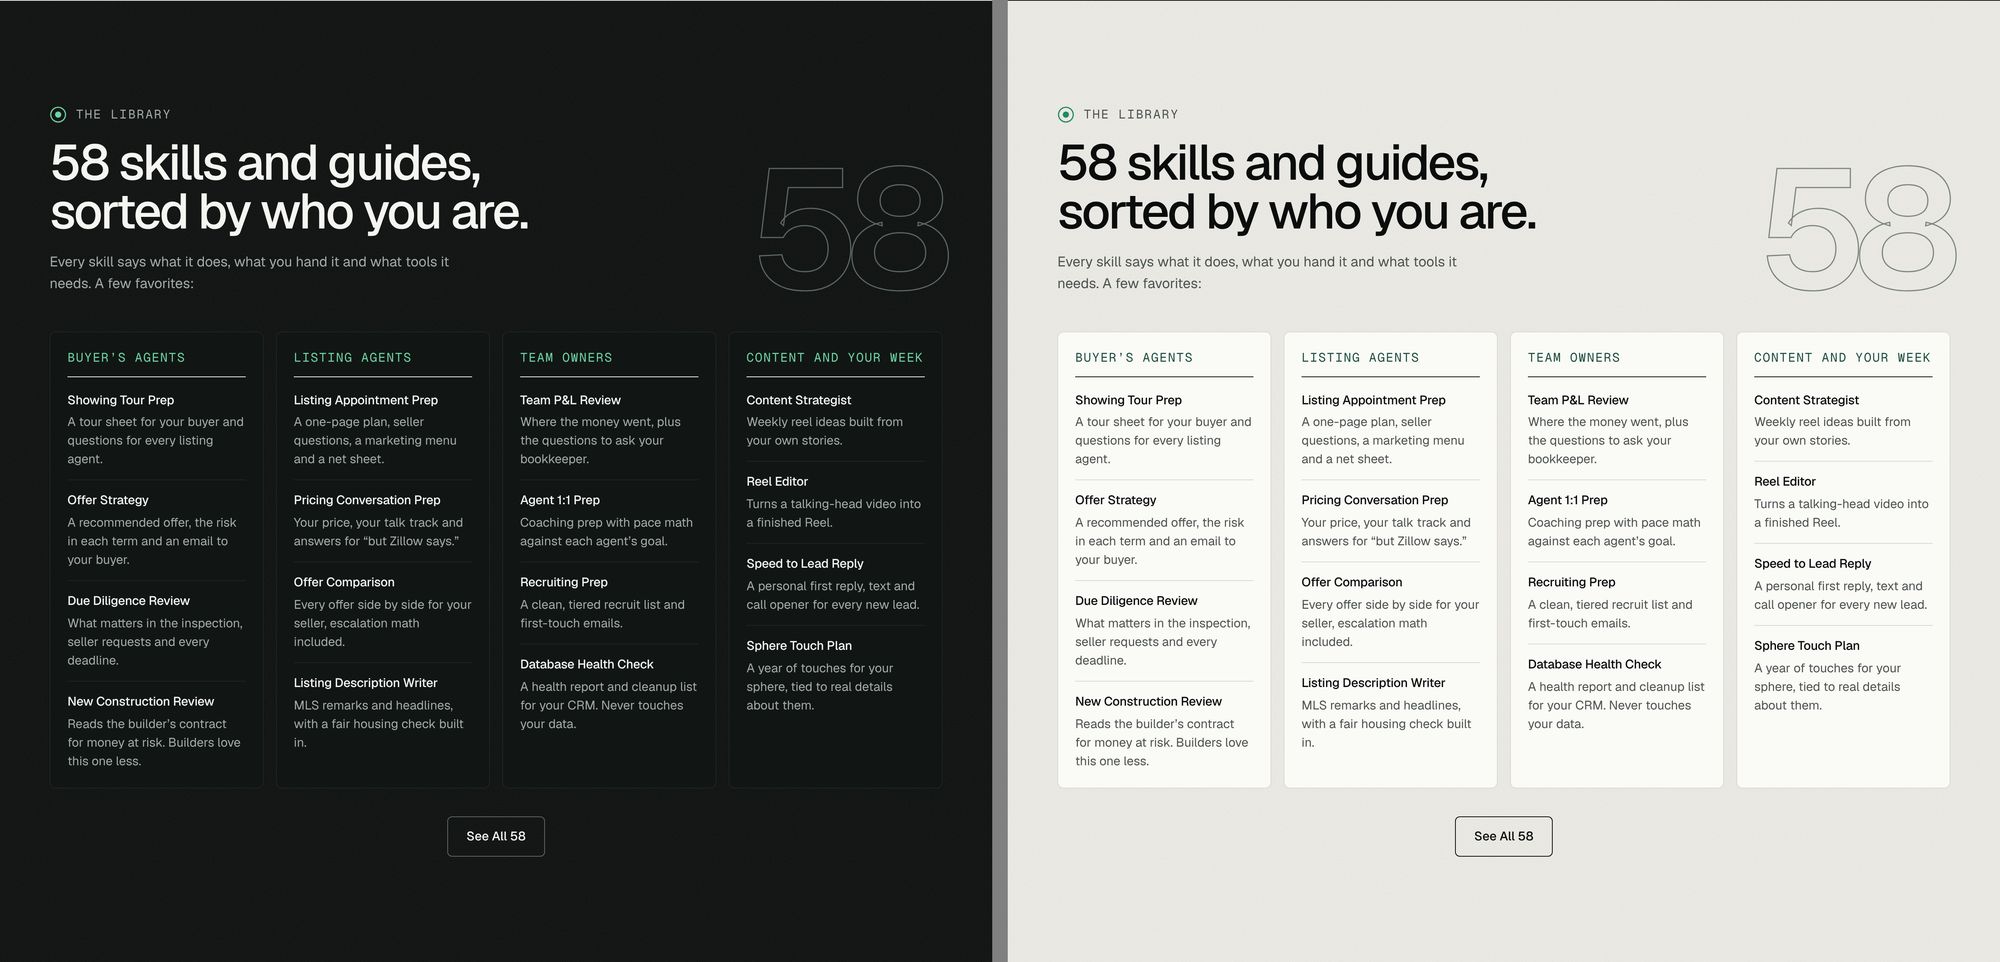 THE LIBRARY
58 skills and guides,
sorted by who you are.
Every skill says what it does, what you hand it and what tools it
needs. A few favorites:
58
BUYER’S AGENTS
Showing Tour Prep
A tour sheet for your buyer and
questions for every listing
agent.
Offer Strategy
A recommended offer, the risk
in each term and an email to
your buyer.
Due Diligence Review
What matters in the inspection,
seller requests and every
deadline.
New Construction Review
Reads the builder’s contract
for money at risk. Builders love
this one less.
LISTING AGENTS
Listing Appointment Prep
A one-page plan, seller
questions, a marketing menu
and a net sheet.
Pricing Conversation Prep
Your price, your talk track and
answers for “but Zillow says.”
Offer Comparison
Every offer side by side for your
seller, escalation math
included.
Listing Description Writer
MLS remarks and headlines,
with a fair housing check built
in.
TEAM OWNERS
Team P&L Review
Where the money went, plus
the questions to ask your
bookkeeper.
Agent 1:1 Prep
Coaching prep with pace math
against each agent’s goal.
Recruiting Prep
A clean, tiered recruit list and
first-touch emails.
Database Health Check
A health report and cleanup list
for your CRM. Never touches
your data.
CONTENT AND YOUR WEEK
Content Strategist
Weekly reel ideas built from
your own stories.
Reel Editor
Turns a talking-head video into
a finished Reel.
Speed to Lead Reply
A personal first reply, text and
call opener for every new lead.
Sphere Touch Plan
A year of touches for your
sphere, tied to real details
about them.
See All 58
THE LIBRARY
58 skills and guides,
sorted by who you are.
Every skill says what it does, what you hand it and what tools it
needs. A few favorites:
58
BUYER’S AGENTS
Showing Tour Prep
A tour sheet for your buyer and
questions for every listing
agent.
Offer Strategy
A recommended offer, the risk
in each term and an email to
your buyer.
Due Diligence Review
What matters in the inspection,
seller requests and every
deadline.
New Construction Review
Reads the builder’s contract
for money at risk. Builders love
this one less.
LISTING AGENTS
Listing Appointment Prep
A one-page plan, seller
questions, a marketing menu
and a net sheet.
Pricing Conversation Prep
Your price, your talk track and
answers for “but Zillow says.”
Offer Comparison
Every offer side by side for your
seller, escalation math
included.
Listing Description Writer
MLS remarks and headlines,
with a fair housing check built
in.
TEAM OWNERS
Team P&L Review
Where the money went, plus
the questions to ask your
bookkeeper.
Agent 1:1 Prep
Coaching prep with pace math
against each agent’s goal.
Recruiting Prep
A clean, tiered recruit list and
first-touch emails.
Database Health Check
A health report and cleanup list
for your CRM. Never touches
your data.
CONTENT AND YOUR WEEK
Content Strategist
Weekly reel ideas built from
your own stories.
Reel Editor
Turns a talking-head video into
a finished Reel.
Speed to Lead Reply
A personal first reply, text and
call opener for every new lead.
Sphere Touch Plan
A year of touches for your
sphere, tied to real details
about them.
See All 58